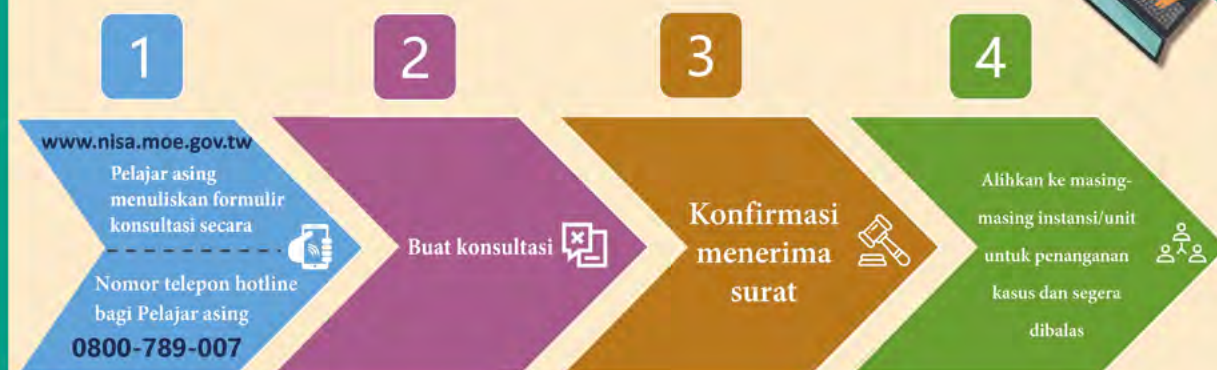 1
www.nisa.moe.gov.tw
Pelajar asing
menuliskan formulir
konsultasi secara
Nomor telepon hotline
bagi Pelajar asing
0800-789-007
2
Buat konsultasi
3
Konfirmasi
menerima
surat
4
Alihkan ke masing-
masing instansi/unit
untuk penanganan
kasus dan segera
dibalas